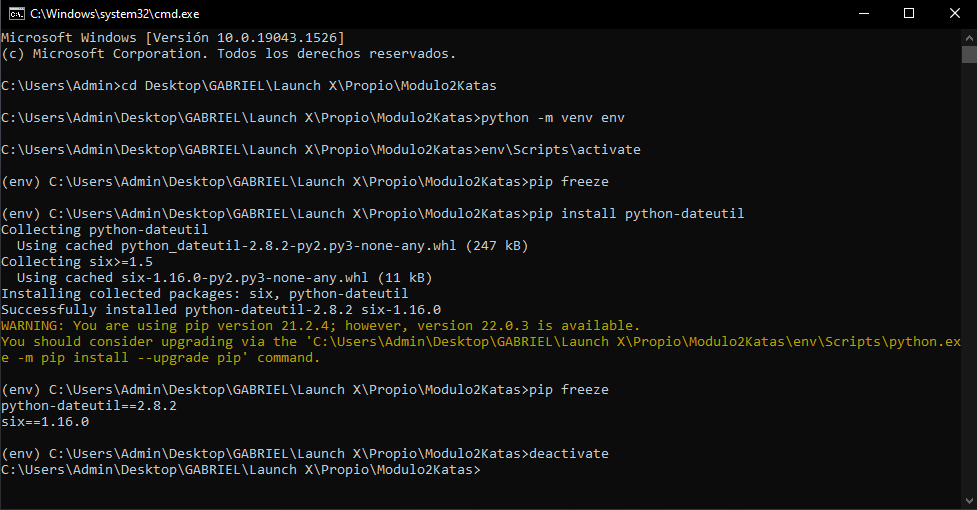 C:\Windows\system32\cmd.exe
Microsoft Windows [Versión 10.0.19043.1526]
(c) Microsoft Corporation. Todos los derechos reservados.
C:\Users\Admin>cd Desktop\GABRIEL\Launch X\Propio\Modulo2Katas
C:\Users\Admin\Desktop\GABRIEL\Launch X\Propio\Modulo2Katas>python -m venv env
C:\Users\Admin\Desktop\GABRIEL\Launch X\Propio\Modulo2Katas>env\Scripts\activate
(env) C:\Users\Admin\Desktop\GABRIEL\Launch X\Propio\Modulo2Katas>pip freeze
(env) C:\Users\Admin\Desktop\GABRIEL\Launch X\Propio\Modulo2Katas>pip install python-dateutil
Collecting python-dateutil
  Using cached python_dateutil-2.8.2-py2.py3-none-any.whl (247 kB)
Collecting six>=1.5
  Using cached six-1.16.0-py2.py3-none-any.whl (11 kB)
Installing collected packages: six, python-dateutil
Successfully installed python-dateutil-2.8.2 six-1.16.0
WARNING: You are using pip version 21.2.4; however, version 22.0.3 is available.
You should consider upgrading via the 'C:\Users\Admin\Desktop\GABRIEL\Launch X\Propio\Modulo2Katas\env\Scripts\python.ex
e -m pip install --upgrade pip' command.
(env) C:\Users\Admin\Desktop\GABRIEL\Launch X\Propio\Modulo2Katas>pip freeze
python-dateutil==2.8.2
six==1.16.0
(env) C:\Users\Admin\Desktop\GABRIEL\Launch X\Propio\Modulo2Katas>deactivate
C:\Users\Admin\Desktop\GABRIEL\Launch X\Propio\Modulo2Katas>